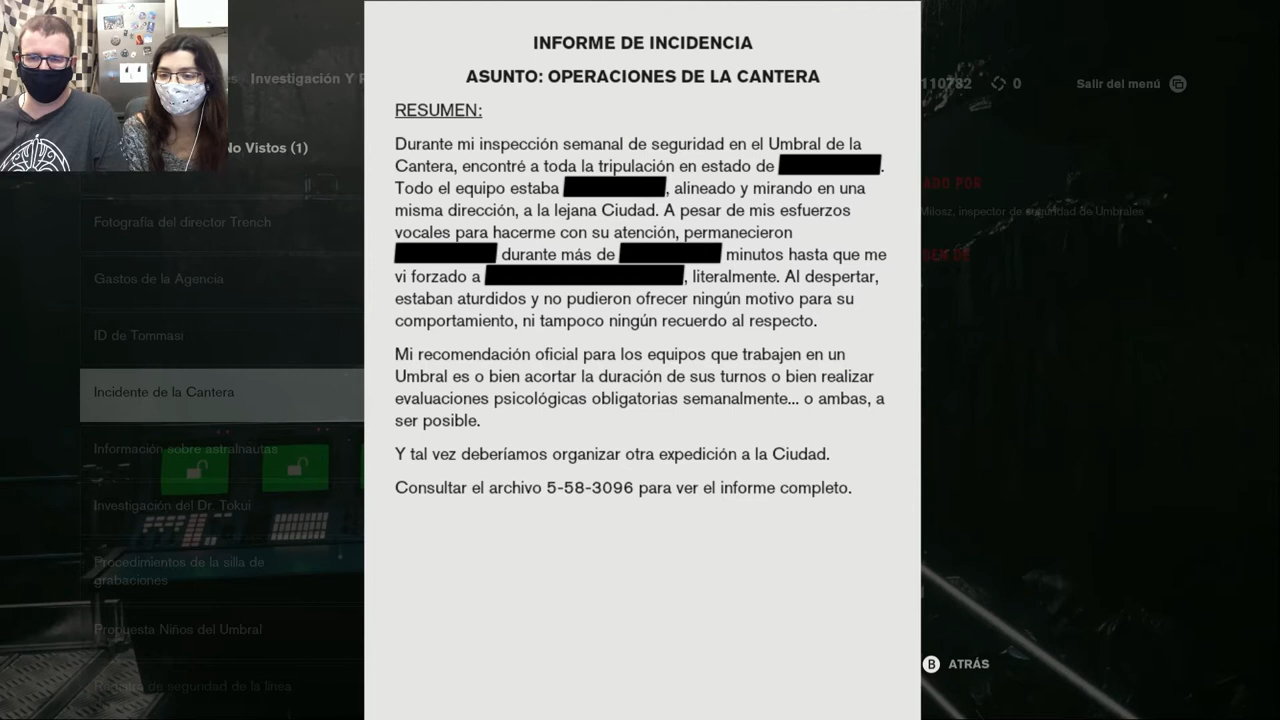 INFORME DE INCIDENCIA
ASUNTO: OPERACIONES DE LA CANTERA
RESUMEN:
Durante mi inspección semanal de seguridad en el Umbral de la
Cantera, encontré a toda la tripulación en estado de .
Todo el equipo estaba , alineado y mirando en una
misma dirección, a la lejana Ciudad. A pesar de mis esfuerzos
vocales para hacerme con su atención, permanecieron
durante más de minutos hasta que me
vi forzado a , literalmente. Al despertar,
estaban aturdidos y no pudieron ofrecer ningún motivo para su
comportamiento, ni tampoco ningún recuerdo al respecto.
Mi recomendación oficial para los equipos que trabajen en un
Umbral es o bien acortar la duración de sus turnos o bien realizar
evaluaciones psicológicas obligatorias semanalmente... o ambas, a
ser posible.
Y tal vez deberíamos organizar otra expedición a la Ciudad.
Consultar el archivo 5-58-3096 para ver el informe completo.
Investigación Y
No Vistos (1)
Fotografía del director Trench
Gastos de la Agencia
ID de Tommasi
Incidente de la Cantera
Información sobre astralnautas
Investigación del Dr. Tokui
Procedimientos de la silla de
grabaciones
Propuesta Niños del Umbral
Registro de seguridad de la línea
110782 0 Salir del menú
ADO POR
Milosz, inspector de seguridad de Umbrales
B ATRÁS